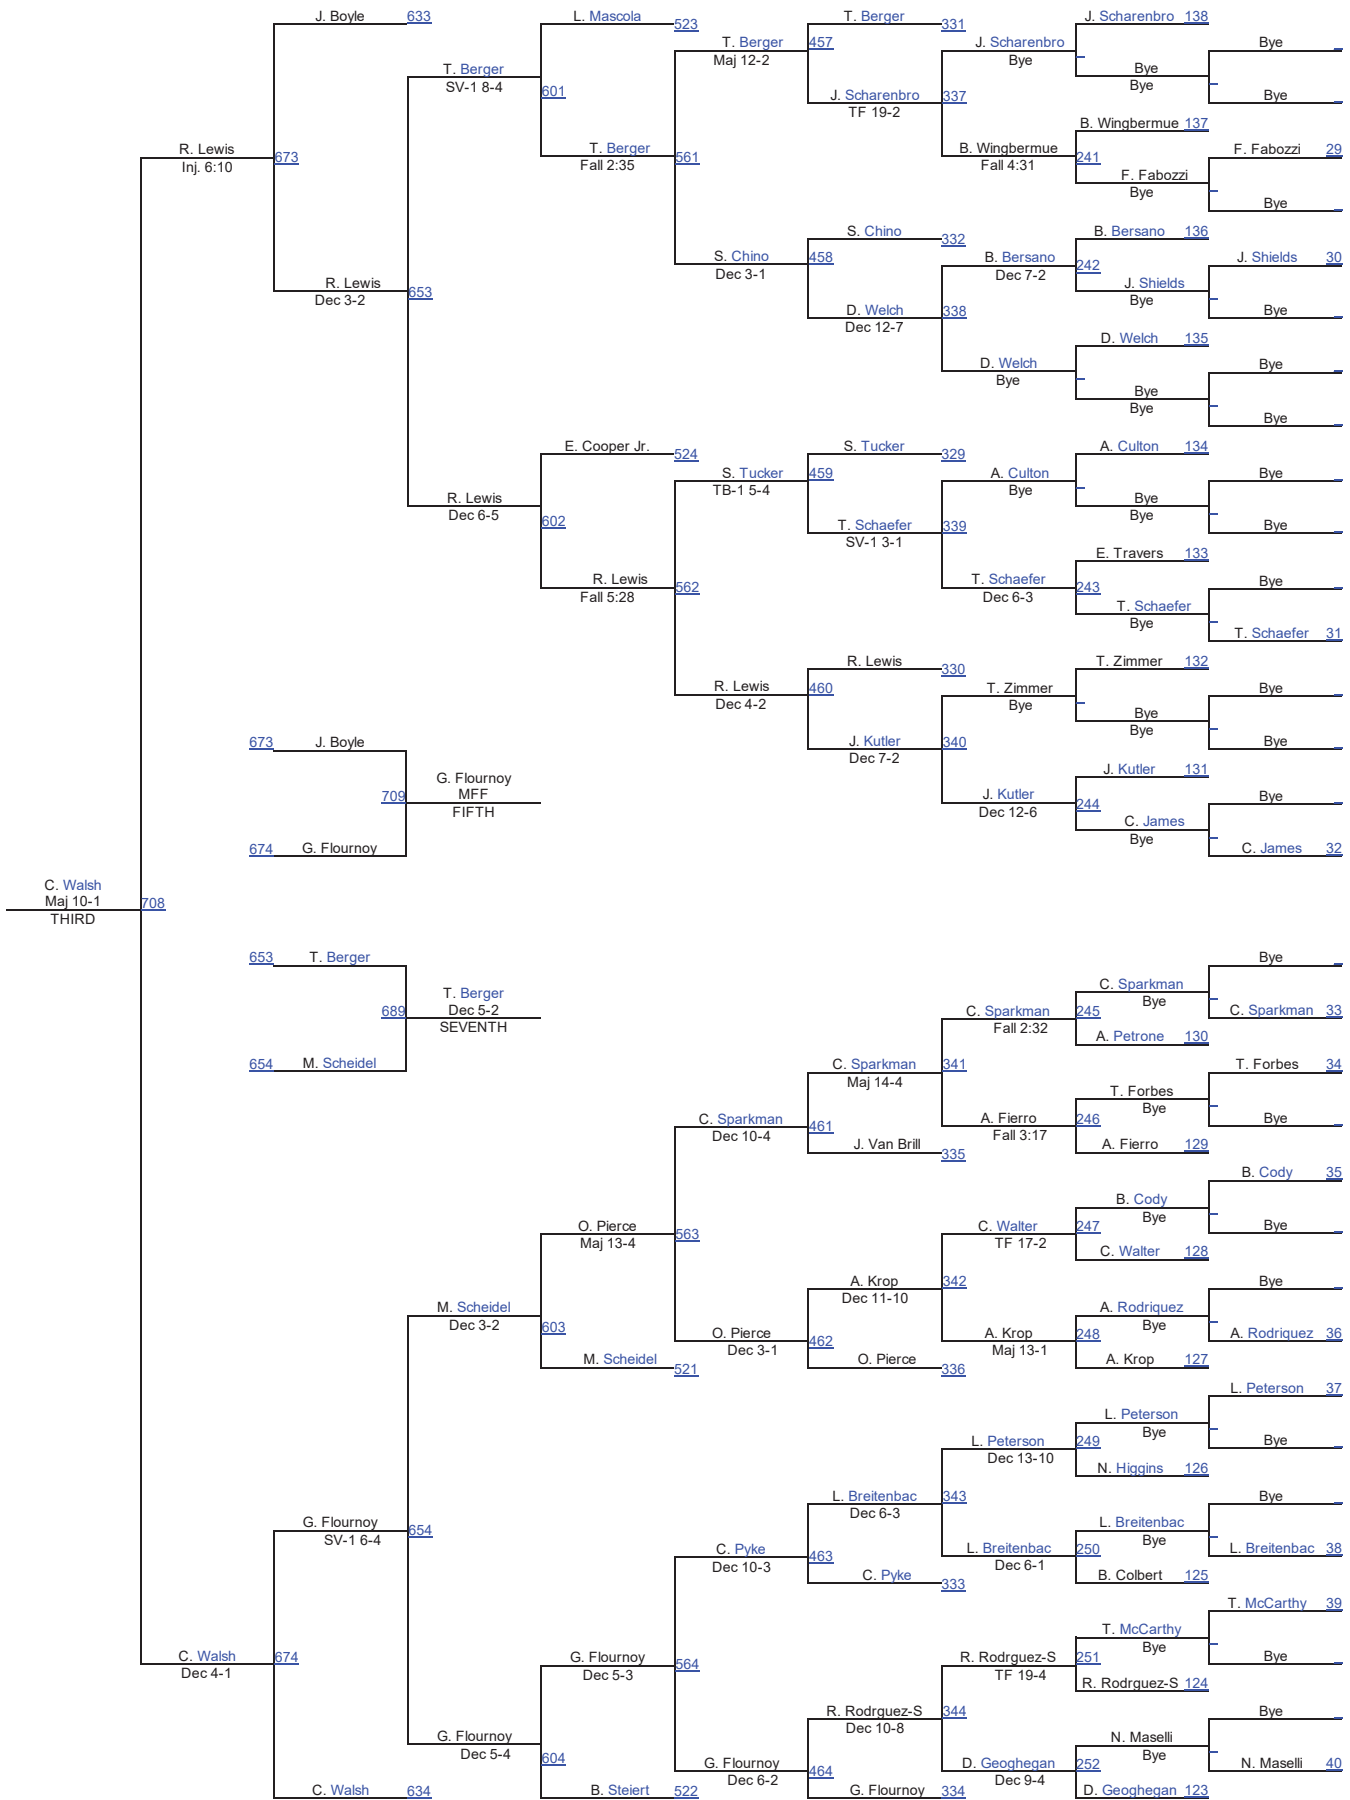 J. Boyle 633
L. Mascola 523
T. Berger 331
J. Scharenbro 138
T. Berger 457
Maj 12-2
J. Scharenbro
Bye
Bye
T. Berger
SV-1 8-4
601
J. Scharenbro
TF 19-2
337
Bye
Bye
Bye
B. Wingbermue 137
R. Lewis
Inj. 6:10
673
T. Berger
Fall 2:35
561
B. Wingbermue
Fall 4:31
241
F. Fabozzi 29
F. Fabozzi
Bye
Bye
S. Chino 332
B. Bersano 136
S. Chino
Dec 3-1
458
B. Bersano
Dec 7-2
242
J. Shields 30
R. Lewis
Dec 3-2
653
J. Shields
Bye
D. Welch
Dec 12-7
338
Bye
D. Welch 135
D. Welch
Bye
Bye
Bye
Bye
Bye
E. Cooper Jr. 524
S. Tucker 329
A. Culton 134
S. Tucker
TB-1 5-4
459
A. Culton
Bye
Bye
R. Lewis
Dec 6-5
602
T. Schaefer
SV-1 3-1
339
Bye
Bye
Bye
E. Travers 133
R. Lewis
Fall 5:28
562
T. Schaefer
Dec 6-3
243
Bye
T. Schaefer
Bye
T. Schaefer 31
R. Lewis 330
T. Zimmer 132
R. Lewis
Dec 4-2
460
T. Zimmer
Bye
Bye
Bye
Bye
673 J. Boyle
J. Kutler
Dec 7-2
340
Bye
J. Kutler 131
709
G. Flournoy
MFF
FIFTH
J. Kutler
Dec 12-6
244
Bye
C. James
Bye
674 G. Flournoy
C. James 32
C. Walsh
Maj 10-1
THIRD
708
653 T. Berger
Bye
C. Sparkman
Bye
689
T. Berger
Dec 5-2
SEVENTH
C. Sparkman
Fall 2:32
245
C. Sparkman 33
A. Petrone 130
654 M. Scheidel
C. Sparkman
Maj 14-4
341
T. Forbes 34
T. Forbes
Bye
C. Sparkman
Dec 10-4
461
A. Fierro
Fall 3:17
246
Bye
J. Van Brill 335
A. Fierro 129
B. Cody 35
B. Cody
Bye
O. Pierce
Maj 13-4
563
C. Walter
TF 17-2
247
Bye
C. Walter 128
A. Krop
Dec 11-10
342
Bye
M. Scheidel
Dec 3-2
603
A. Rodriquez
Bye
O. Pierce
Dec 3-1
462
A. Krop
Maj 13-1
248
A. Rodriquez 36
M. Scheidel 521
O. Pierce 336
A. Krop 127
L. Peterson 37
L. Peterson
Bye
L. Peterson
Dec 13-10
249
Bye
N. Higgins 126
L. Breitenbac
Dec 6-3
343
Bye
G. Flournoy
SV-1 6-4
654
L. Breitenbac
Bye
C. Pyke
Dec 10-3
463
L. Breitenbac
Dec 6-1
250
L. Breitenbac 38
C. Pyke 333
B. Colbert 125
T. McCarthy 39
T. McCarthy
Bye
C. Walsh
Dec 4-1
674
G. Flournoy
Dec 5-3
564
R. Rodrguez-S
TF 19-4
251
Bye
R. Rodrguez-S 124
R. Rodrguez-S
Dec 10-8
344
Bye
G. Flournoy
Dec 5-4
604
N. Maselli
Bye
G. Flournoy
Dec 6-2
464
D. Geoghegan
Dec 9-4
252
N. Maselli 40
C. Walsh 634
B. Steiert 522
G. Flournoy 334
D. Geoghegan 123